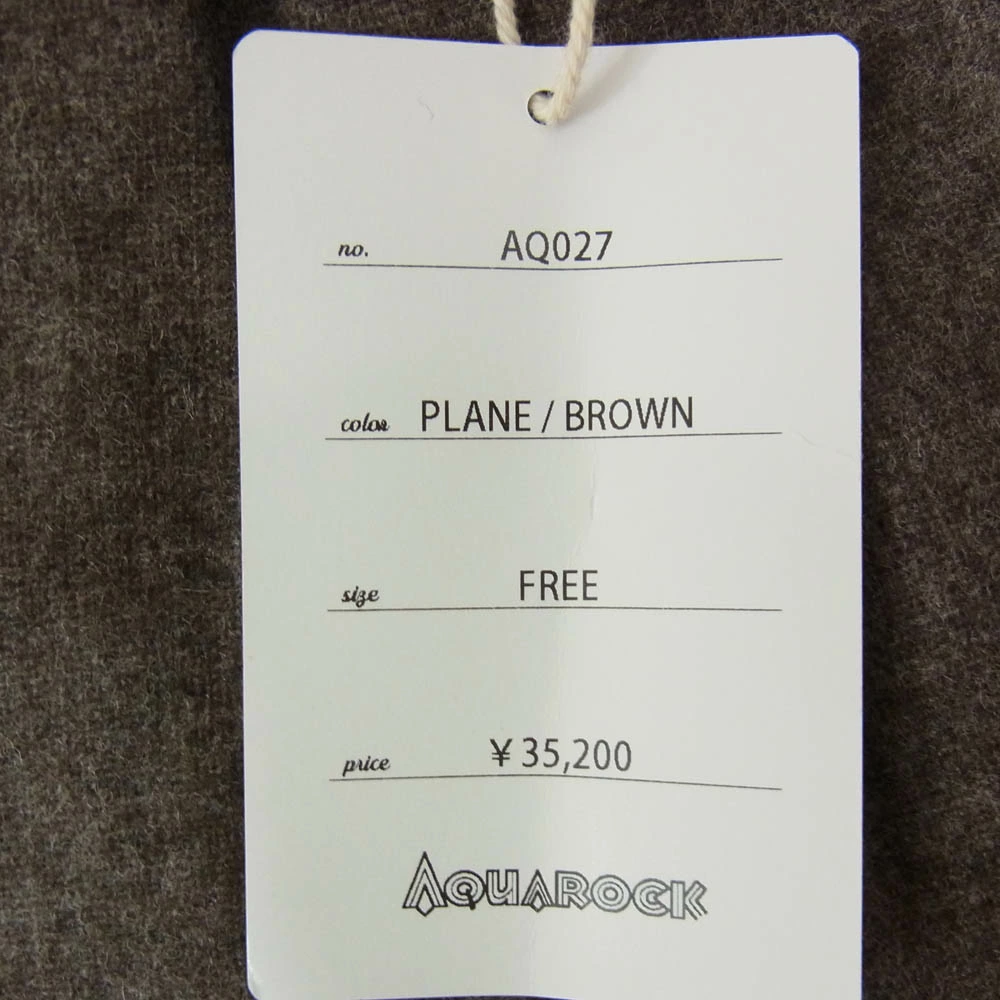 no. AQ027
color PLANE / BROWN
size FREE
price ¥35,200
AQUAROCK